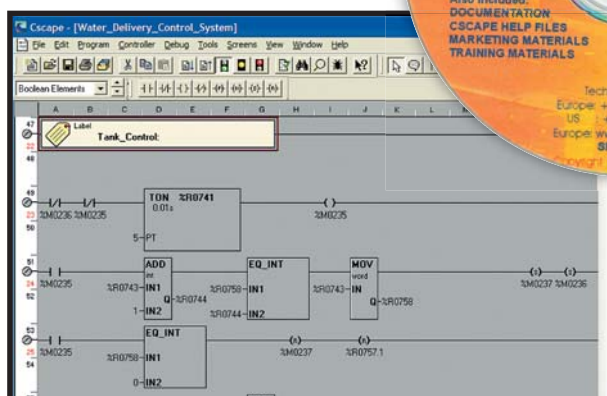 Cscape - [Water_Delivery_Control_System]
File Edit Program Controller Debug Tools Screens View Window Help
Boolean Elements
A B C D E F G H I J K L
47
Label
Tank_Control:
22
48
49
23 %M0236 %M0235
TON %R0741
0.01s
5 PT
%M0235
50
51
24 %M0235
ADD
int
%R0743 IN1
Q %R0744
1 IN2
EQ_INT
%R0758 IN1
%R0744 IN2
MOV
word
%R0743 IN
Q %R0758
%M0237 %M0236
52
53
25 %M0235
EQ_INT
%R0758 IN1
0 IN2
%M0237
%R0757.1
54
Also Included:
DOCUMENTATION
CSCAPE HELP FILES
MARKETING MATERIALS
TRAINING MATERIALS
Tech
Europe: +
US : +
Europe: ww
Copyright